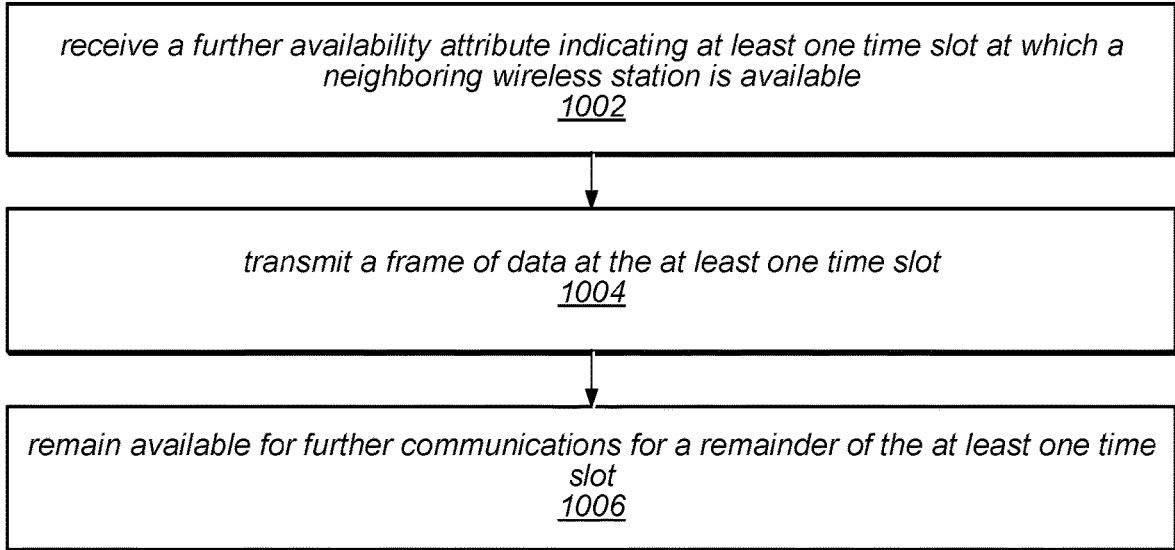 receive a further availability attribute indicating at least one time slot at which a
neighboring wireless station is available
1002
transmit a frame of data at the at least one time slot
1004
remain available for further communications for a remainder of the at least one time
slot
1006